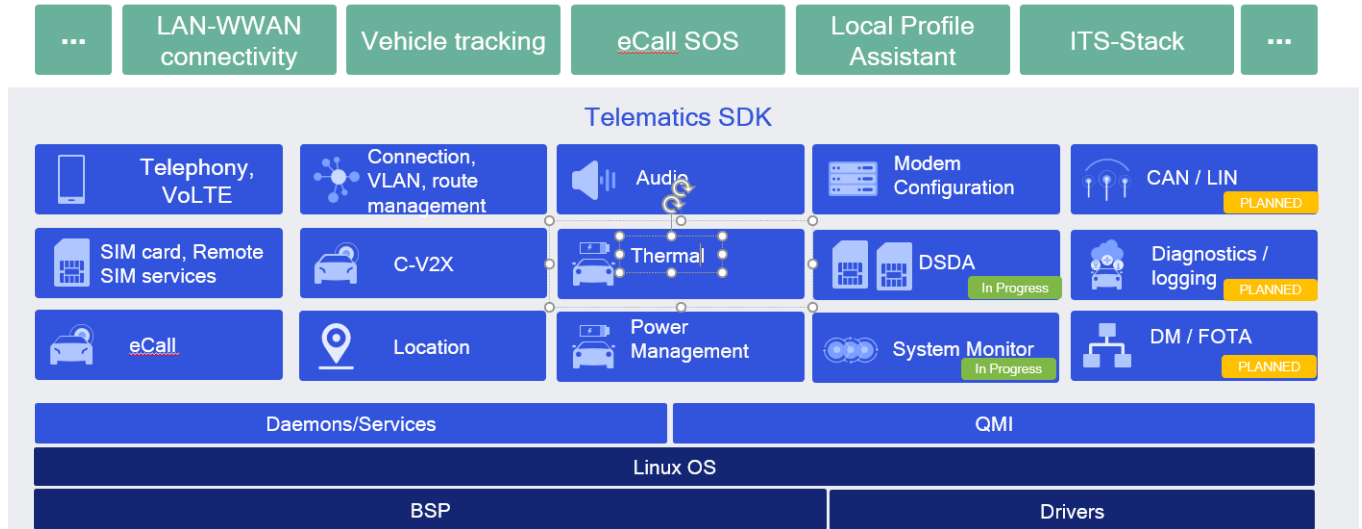 ...
LAN-WWAN
connectivity
Vehicle tracking
eCall SOS
Local Profile
Assistant
ITS-Stack
...
Telematics SDK
Telephony,
VoLTE
Connection,
VLAN, route
management
Audio
Modem
Configuration
CAN / LIN
PLANNED
SIM card, Remote
SIM services
C-V2X
Thermal
DSDA
In Progress
Diagnostics /
logging
PLANNED
eCall
Location
Power
Management
System Monitor
In Progress
DM / FOTA
PLANNED
Daemons/Services
QMI
Linux OS
BSP
Drivers